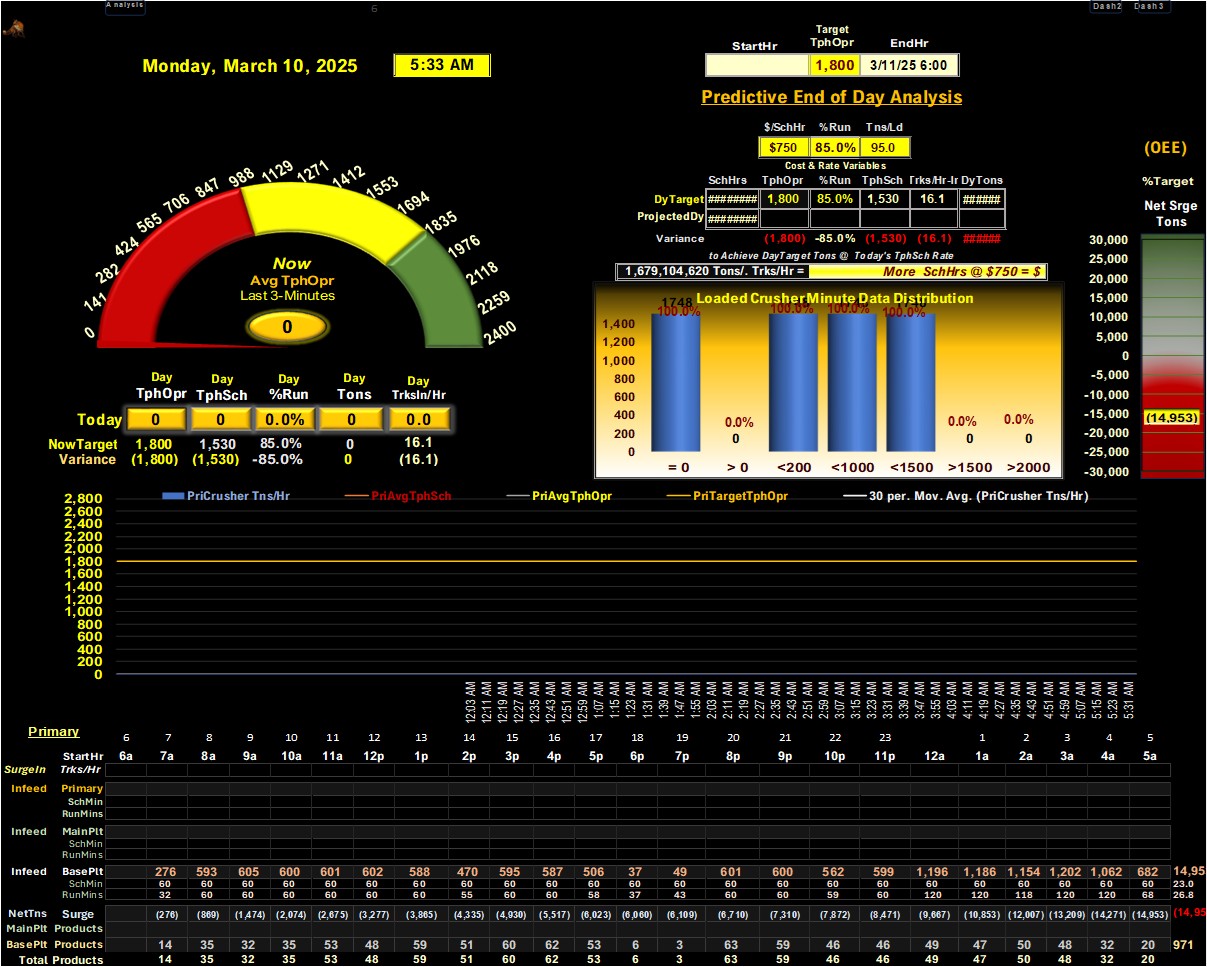 Analysis
6
Dash2 Dash3
Monday, March 10, 2025 5:33 AM
StartHr Target TphOpr EndHr
1,800 3/11/25 6:00
Predictive End of Day Analysis
$/SchHr %Run Tns/Ld
$750 85.0% 95.0
Cost & Rate Variables
SchHrs TphOpr %Run TphSch Trks/Hr-Ir DyTons
DyTarget ######## 1,800 85.0% 1,530 16.1 ######
ProjectedDy ########
Variance (1,800) -85.0% (1,530) (16.1) ######
to Achieve DayTarget Tons @ Today's TphSch Rate
1,679,104,620 Tons/. Trks/Hr = More SchHrs @ $750 = $
(OEE)
%Target
Net Srge
Tons
30,000
25,000
20,000
15,000
10,000
5,000
0
-5,000
-10,000
-15,000
-20,000
-25,000
-30,000
(14,953)
0
141
282
424
565
706
847
988
1129
1271
1412
1553
1694
1835
1976
2118
2259
2400
Now
Avg TphOpr
Last 3-Minutes
0
Day Day Day Day Day
TphOpr TphSch %Run Tons TrksIn/Hr
Today 0 0 0.0% 0 0.0
NowTarget 1,800 1,530 85.0% 0 16.1
Variance (1,800) (1,530) -85.0% 0 (16.1)
Loaded Crusher Minute Data Distribution
1748
100.0% 100.0% 100.0% 100.0%
1,400
1,200
1,000
800
600
400
200
0
0.0% 0.0% 0.0%
0 0 0
= 0 > 0 <200 <1000 <1500 >1500 >2000
PriCrusher Tns/Hr PriAvgTphSch PriAvgTphOpr PriTargetTphOpr 30 per. Mov. Avg. (PriCrusher Tns/Hr)
2,800
2,600
2,400
2,200
2,000
1,800
1,600
1,400
1,200
1,000
800
600
400
200
0
12:03 AM
12:11 AM
12:19 AM
12:27 AM
12:35 AM
12:43 AM
12:51 AM
12:59 AM
1:07 AM
1:15 AM
1:23 AM
1:31 AM
1:39 AM
1:47 AM
1:55 AM
2:03 AM
2:11 AM
2:19 AM
2:27 AM
2:35 AM
2:43 AM
2:51 AM
2:59 AM
3:07 AM
3:15 AM
3:23 AM
3:31 AM
3:39 AM
3:47 AM
3:55 AM
4:03 AM
4:11 AM
4:19 AM
4:27 AM
4:35 AM
4:43 AM
4:51 AM
4:59 AM
5:07 AM
5:15 AM
5:23 AM
5:31 AM
Primary
6 7 8 9 10 11 12 13 14 15 16 17 18 19 20 21 22 23 1 2 3 4 5
StartHr 6a 7a 8a 9a 10a 11a 12p 1p 2p 3p 4p 5p 6p 7p 8p 9p 10p 11p 12a 1a 2a 3a 4a 5a
SurgeIn Trks/Hr
Infeed Primary
SchMin
RunMins
Infeed MainPlt
SchMin
RunMins
Infeed BasePlt 276 593 605 600 601 602 588 470 595 587 506 37 49 601 600 562 599 1,196 1,186 1,154 1,202 1,062 682 14,95
SchMin 60 60 60 60 60 60 60 60 60 60 60 60 60 60 60 60 60 60 60 60 60 60 60 23.0
RunMins 32 60 60 60 60 60 60 55 60 60 58 37 43 60 60 59 60 120 120 118 120 120 68 26.8
NetTns Surge (276) (869) (1,474) (2,074) (2,675) (3,277) (3,865) (4,335) (4,930) (5,517) (6,023) (6,060) (6,109) (6,710) (7,310) (7,872) (8,471) (9,667) (10,853) (12,007) (13,209) (14,271) (14,953) (14,95
MainPlt Products
BasePlt Products 14 35 32 35 53 48 59 51 60 62 53 6 3 63 59 46 46 49 47 50 48 32 20 971
Total Products 14 35 32 35 53 48 59 51 60 62 53 6 3 63 59 46 46 49 47 50 48 32 20